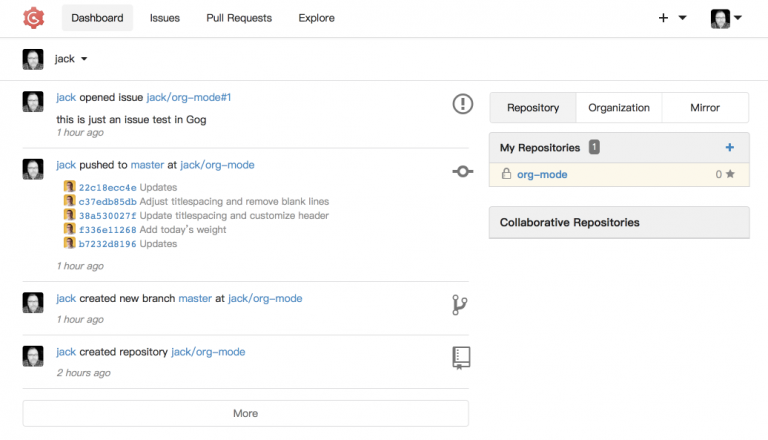 Dashboard Issues Pull Requests Explore
jack
jack opened issue jack/org-mode#1
this is just an issue test in Gog
1 hour ago
jack pushed to master at jack/org-mode
22c18ecc4e Updates
c37edb85db Adjust titlespacing and remove blank lines
38a530027f Update titlespacing and customize header
f336e11268 Add today's weight
b7232d8196 Updates
1 hour ago
jack created new branch master at jack/org-mode
1 hour ago
jack created repository jack/org-mode
2 hours ago
More
Repository Organization Mirror
My Repositories 1 +
org-mode 0
Collaborative Repositories